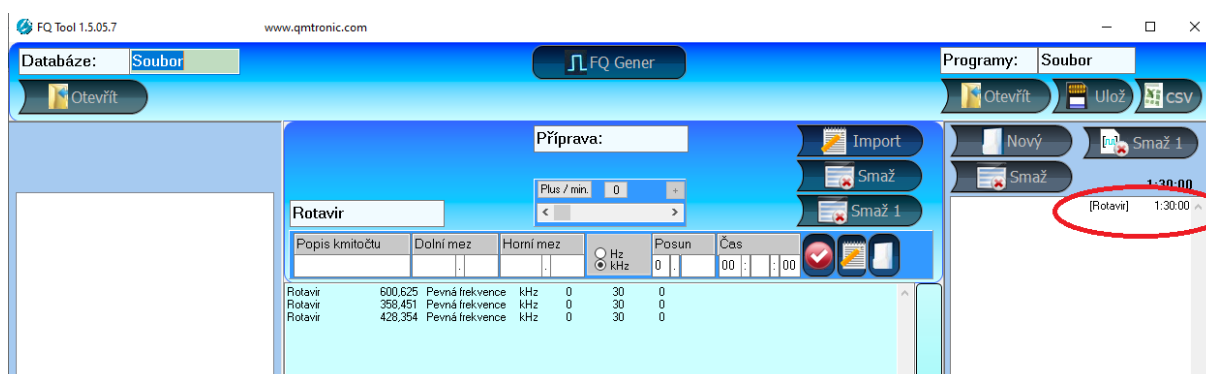 FQ Tool 1.5.05.7 www.qmtronic.com
Databáze: Soubor
FQ Gener
Programy: Soubor
Otevřít
Otevřít Ulož CSV
Příprava:
Import
Nový Smaž 1
Plus / min. 0 +
Smaž
Smaž
1:30:00
Rotavir
Smaž 1
[Rotavir] 1:30:00
Popis kmitočtu Dolní mez Horní mez Hz Posun Čas
. . kHz 0 . 00 : : 00
Rotavir 600,625 Pevná frekvence kHz 0 30 0
Rotavir 358,451 Pevná frekvence kHz 0 30 0
Rotavir 428,354 Pevná frekvence kHz 0 30 0